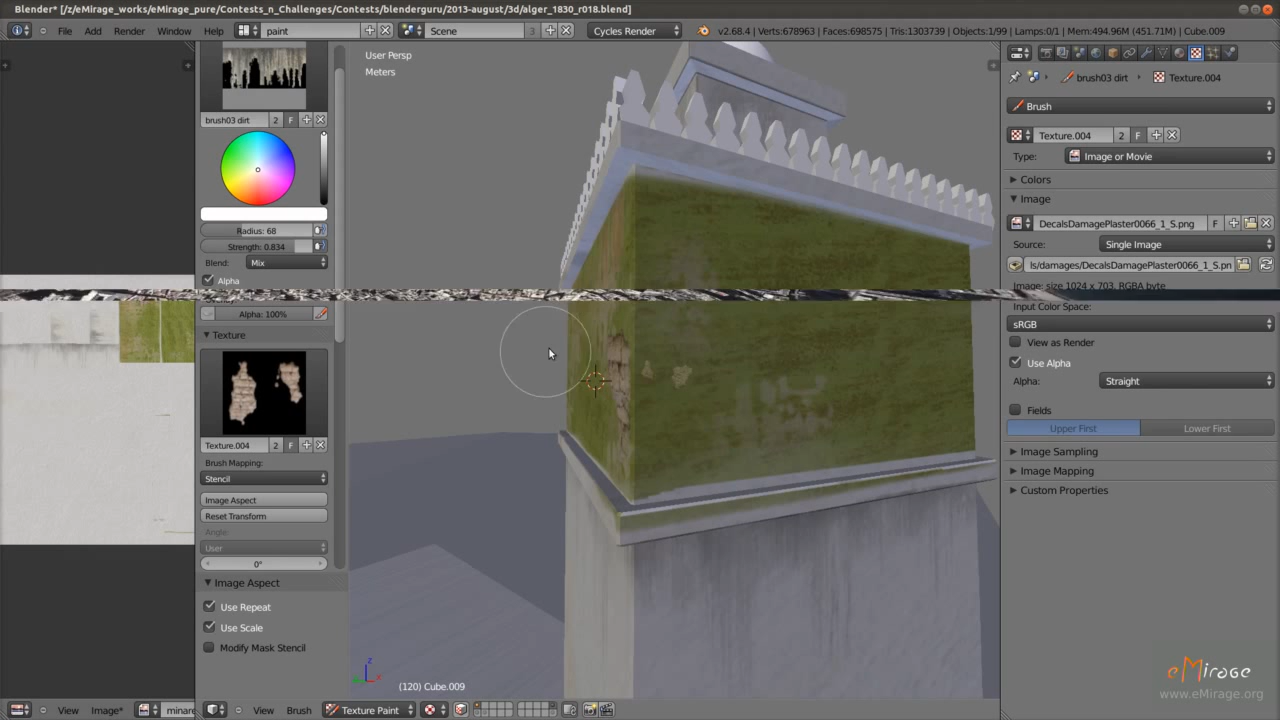 Blender* [/z/eMirage_works/eMirage_pure/Contests_n_Challenges/Contests/blenderguru/2013-august/3d/alger_1830_r018.blend]
File Add Render Window Help
paint
Scene
3
Cycles Render
v2.68.4 | Verts:678963 | Faces:698575 | Tris:1303739 | Objects:1/99 | Lamps:0/1 | Mem:494.96M (451.71M) | Cube.009
User Persp
Meters
brush03 dirt
2
F
Radius: 68
Strength: 0.834
Blend:
Mix
Alpha
Alpha: 100%
Texture
Texture.004
2
F
Brush Mapping:
Stencil
Image Aspect
Reset Transform
Angle:
User
0°
Image Aspect
Use Repeat
Use Scale
Modify Mask Stencil
z
x
(120) Cube.009
View
Image*
minare
View
Brush
Texture Paint
brush03 dirt
Texture.004
Brush
Texture.004
2
F
Type:
Image or Movie
Colors
Image
DecalsDamagePlaster0066_1_S.png
F
Source:
Single Image
ls/damages/DecalsDamagePlaster0066_1_S.pn
Image: size 1024 x 703, RGBA byte
Input Color Space:
sRGB
View as Render
Use Alpha
Alpha:
Straight
Fields
Upper First
Lower First
Image Sampling
Image Mapping
Custom Properties
eMirage
www.eMirage.org